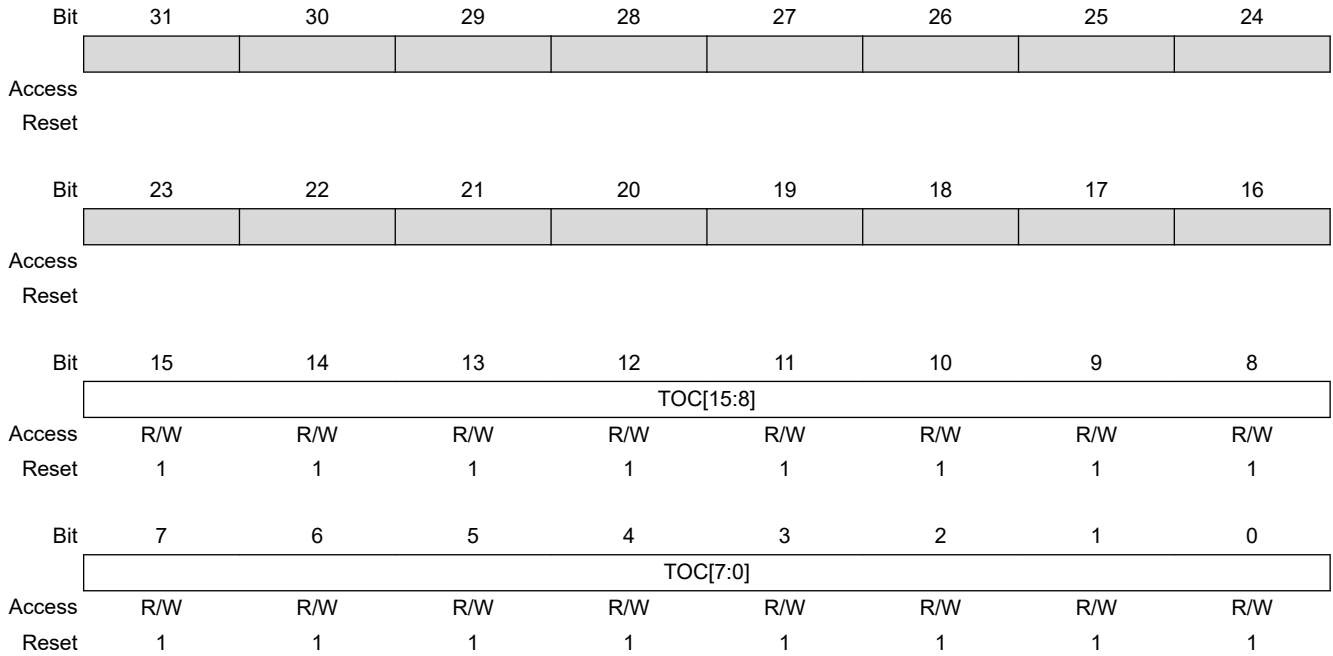 Bit 31 30 29 28 27 26 25 24
Access
Reset
Bit 23 22 21 20 19 18 17 16
Access
Reset
Bit 15 14 13 12 11 10 9 8
TOC[15:8]
Access R/W R/W R/W R/W R/W R/W R/W R/W
Reset 1 1 1 1 1 1 1 1
Bit 7 6 5 4 3 2 1 0
TOC[7:0]
Access R/W R/W R/W R/W R/W R/W R/W R/W
Reset 1 1 1 1 1 1 1 1